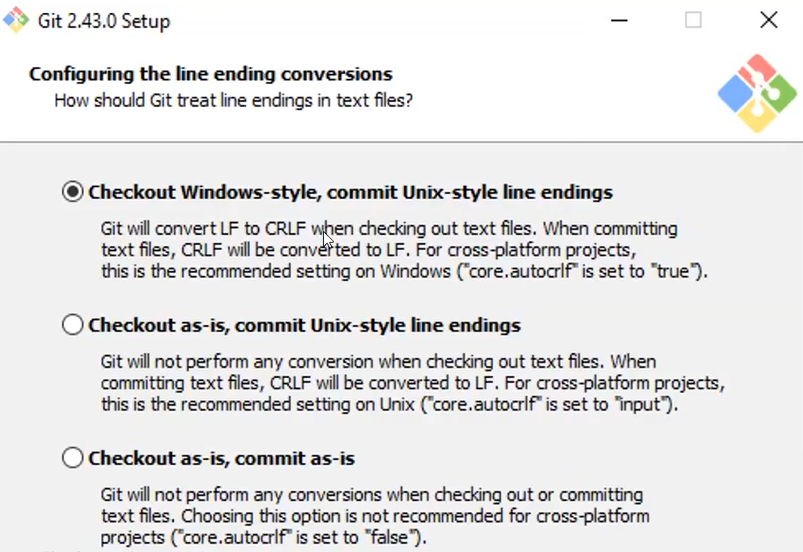 Git 2.43.0 Setup
Configuring the line ending conversions
How should Git treat line endings in text files?
Checkout Windows-style, commit Unix-style line endings
Git will convert LF to CRLF when checking out text files. When committing
text files, CRLF will be converted to LF. For cross-platform projects,
this is the recommended setting on Windows ("core.autocrlf" is set to "true").
Checkout as-is, commit Unix-style line endings
Git will not perform any conversion when checking out text files. When
committing text files, CRLF will be converted to LF. For cross-platform projects,
this is the recommended setting on Unix ("core.autocrlf" is set to "input").
Checkout as-is, commit as-is
Git will not perform any conversions when checking out or committing
text files. Choosing this option is not recommended for cross-platform
projects ("core.autocrlf" is set to "false").